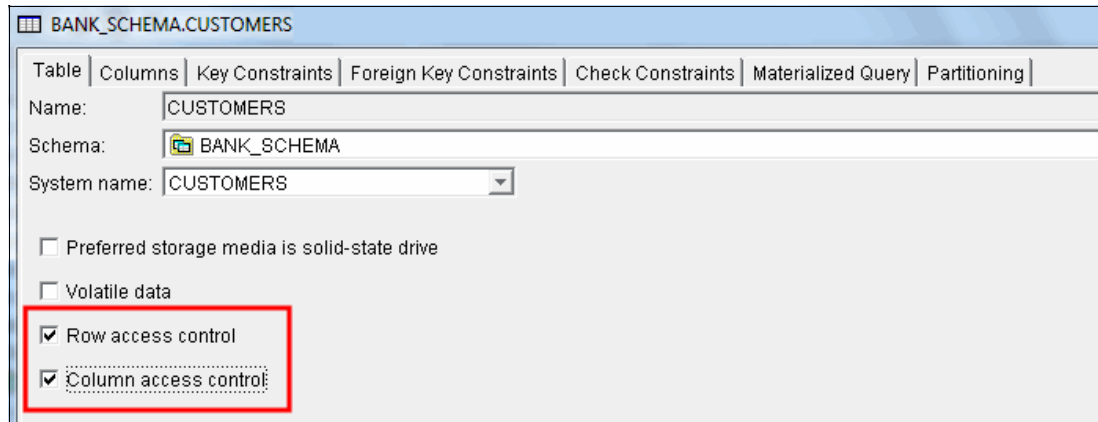 BANK_SCHEMA.CUSTOMERS
Table Columns Key Constraints Foreign Key Constraints Check Constraints Materialized Query Partitioning
Name: CUSTOMERS
Schema: BANK_SCHEMA
System name: CUSTOMERS
Preferred storage media is solid-state drive
Volatile data
Row access control
Column access control